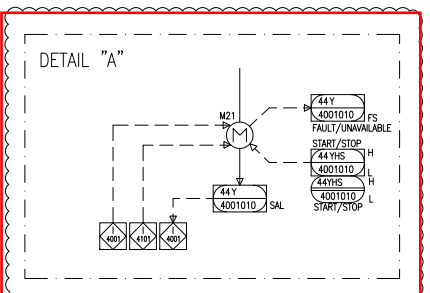 DETAIL "A"
44Y
4001010
FS
FAULT/UNAVAILABLE
M21
M
START/STOP
44YHS
H
4001010
L
44YHS
H
4001010
L
START/STOP
44Y
4001010
SAL
4001
4101
4001